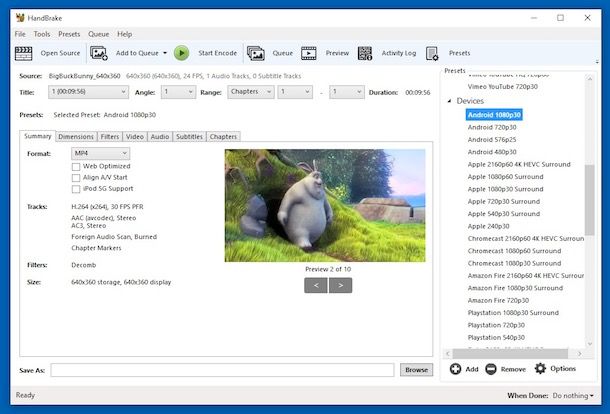 HandBrake
File Tools Presets Queue Help
Open Source Add to Queue Start Encode Queue Preview Activity Log Presets
Source: BigBuckBunny_640x360 640x360 (640x360), 24 FPS, 1 Audio Tracks, 0 Subtitle Tracks
Title: 1 (00:09:56) Angle: 1 Range: Chapters 1 - 1 Duration: 00:09:56
Presets: Selected Preset: Android 1080p30
Summary Dimensions Filters Video Audio Subtitles Chapters
Format: MP4
Web Optimized
Align A/V Start
iPod 5G Support
Tracks: H.264 (x264), 30 FPS PFR
AAC (avcodec), Stereo
AC3, Stereo
Foreign Audio Scan, Burned
Chapter Markers
Filters: Decomb
Size: 640x360 storage, 640x360 display
Preview 2 of 10
< >
Save As: Browse
Presets
Vimeo YouTube 720p30
Devices
Android 1080p30
Android 720p30
Android 576p25
Android 480p30
Apple 2160p60 4K HEVC Surround
Apple 1080p60 Surround
Apple 1080p30 Surround
Apple 720p30 Surround
Apple 540p30 Surround
Apple 240p30
Chromecast 2160p60 4K HEVC Surroun
Chromecast 1080p30 Surround
Amazon Fire 2160p60 4K HEVC Surroun
Amazon Fire 1080p30 Surround
Amazon Fire 720p30
Playstation 1080p30 Surround
Playstation 720p30
Playstation 540p30
Add Remove Options
Ready When Done: Do nothing